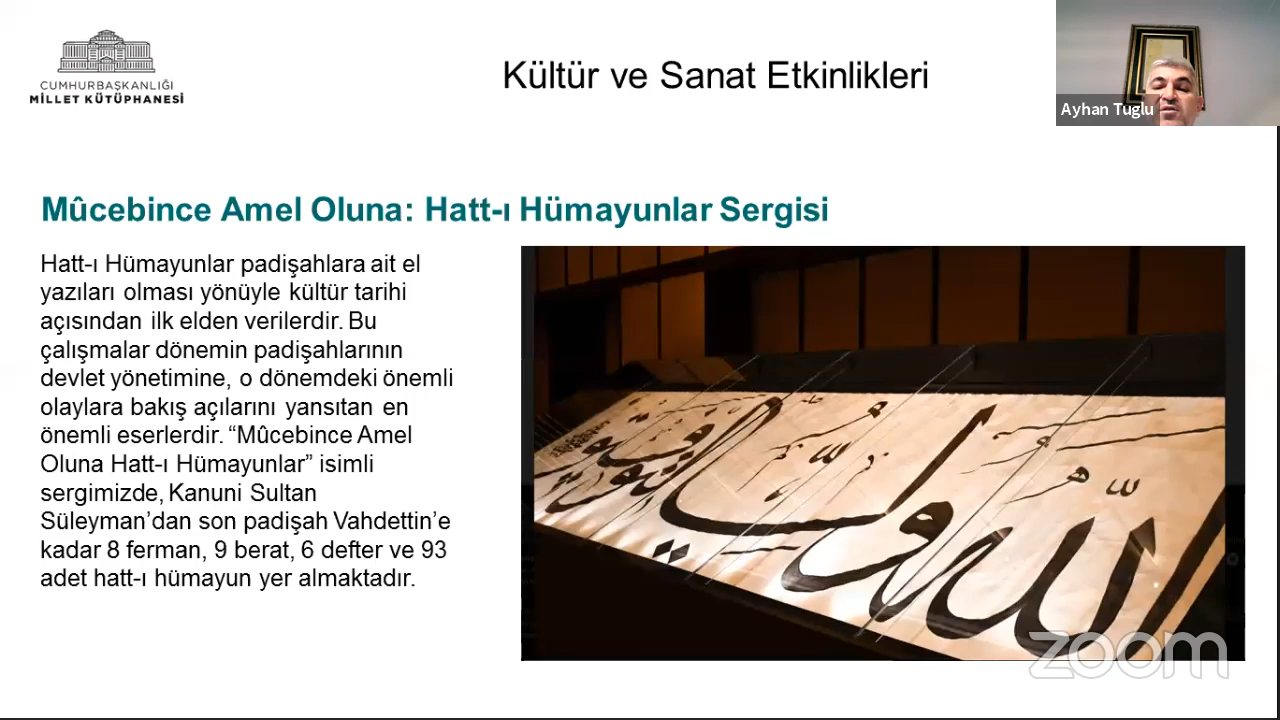 CUMHURBAŞKANLIĞI
MİLLET KÜTÜPHANESİ
Kültür ve Sanat Etkinlikleri
Ayhan Tuglu
Mûcebince Amel Oluna: Hatt-ı Hümayunlar Sergisi
Hatt-ı Hümayunlar padişahlara ait el
yazıları olması yönüyle kültür tarihi
açısından ilk elden verilerdir. Bu
çalışmalar dönemin padişahlarının
devlet yönetimine, o dönemdeki önemli
olaylara bakış açılarını yansıtan en
önemli eserlerdir. “Mûcebince Amel
Oluna Hatt-ı Hümayunlar” isimli
sergimizde, Kanuni Sultan
Süleyman’dan son padişah Vahdettin’e
kadar 8 ferman, 9 berat, 6 defter ve 93
adet hatt-ı hümayun yer almaktadır.
zoom